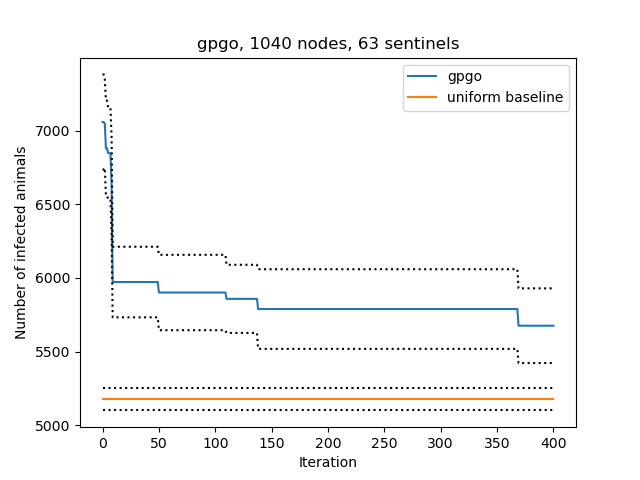 gpgo, 1040 nodes, 63 sentinels
gpgo
uniform baseline
Number of infected animals
7000
6500
6000
5500
5000
0 50 100 150 200 250 300 350 400
Iteration